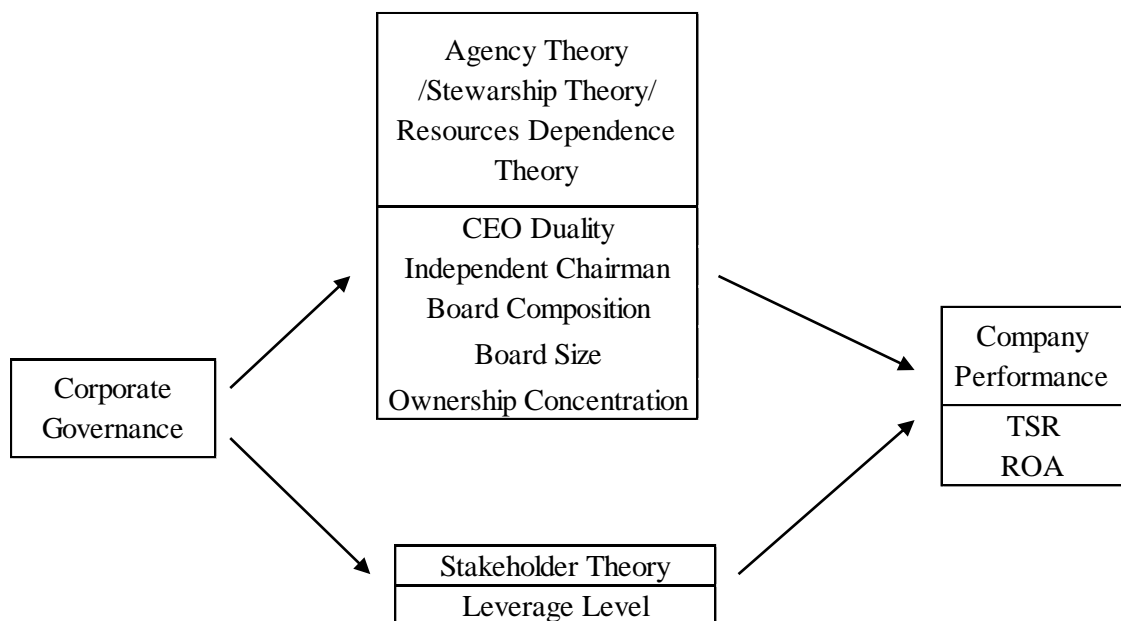 Agency Theory
/Stewarship Theory/
Resources Dependence
Theory
CEO Duality
Independent Chairman
Board Composition
Board Size
Ownership Concentration
Corporate
Governance
Company
Performance
TSR
ROA
Stakeholder Theory
Leverage Level